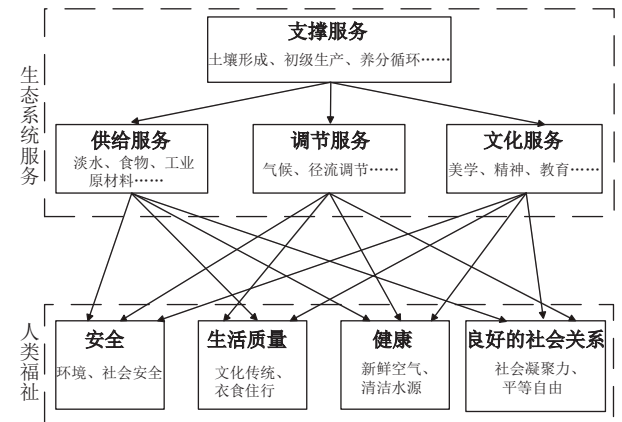 支撑服务
土壤形成、初级生产、养分循环……
生态系统服务
供给服务
淡水、食物、工业
原材料……
调节服务
气候、径流调节……
文化服务
美学、精神、教育……
人类福祉
安全
环境、社会安全
生活质量
文化传统、
衣食住行
健康
新鲜空气、
清洁水源
良好的社会关系
社会凝聚力、
平等自由